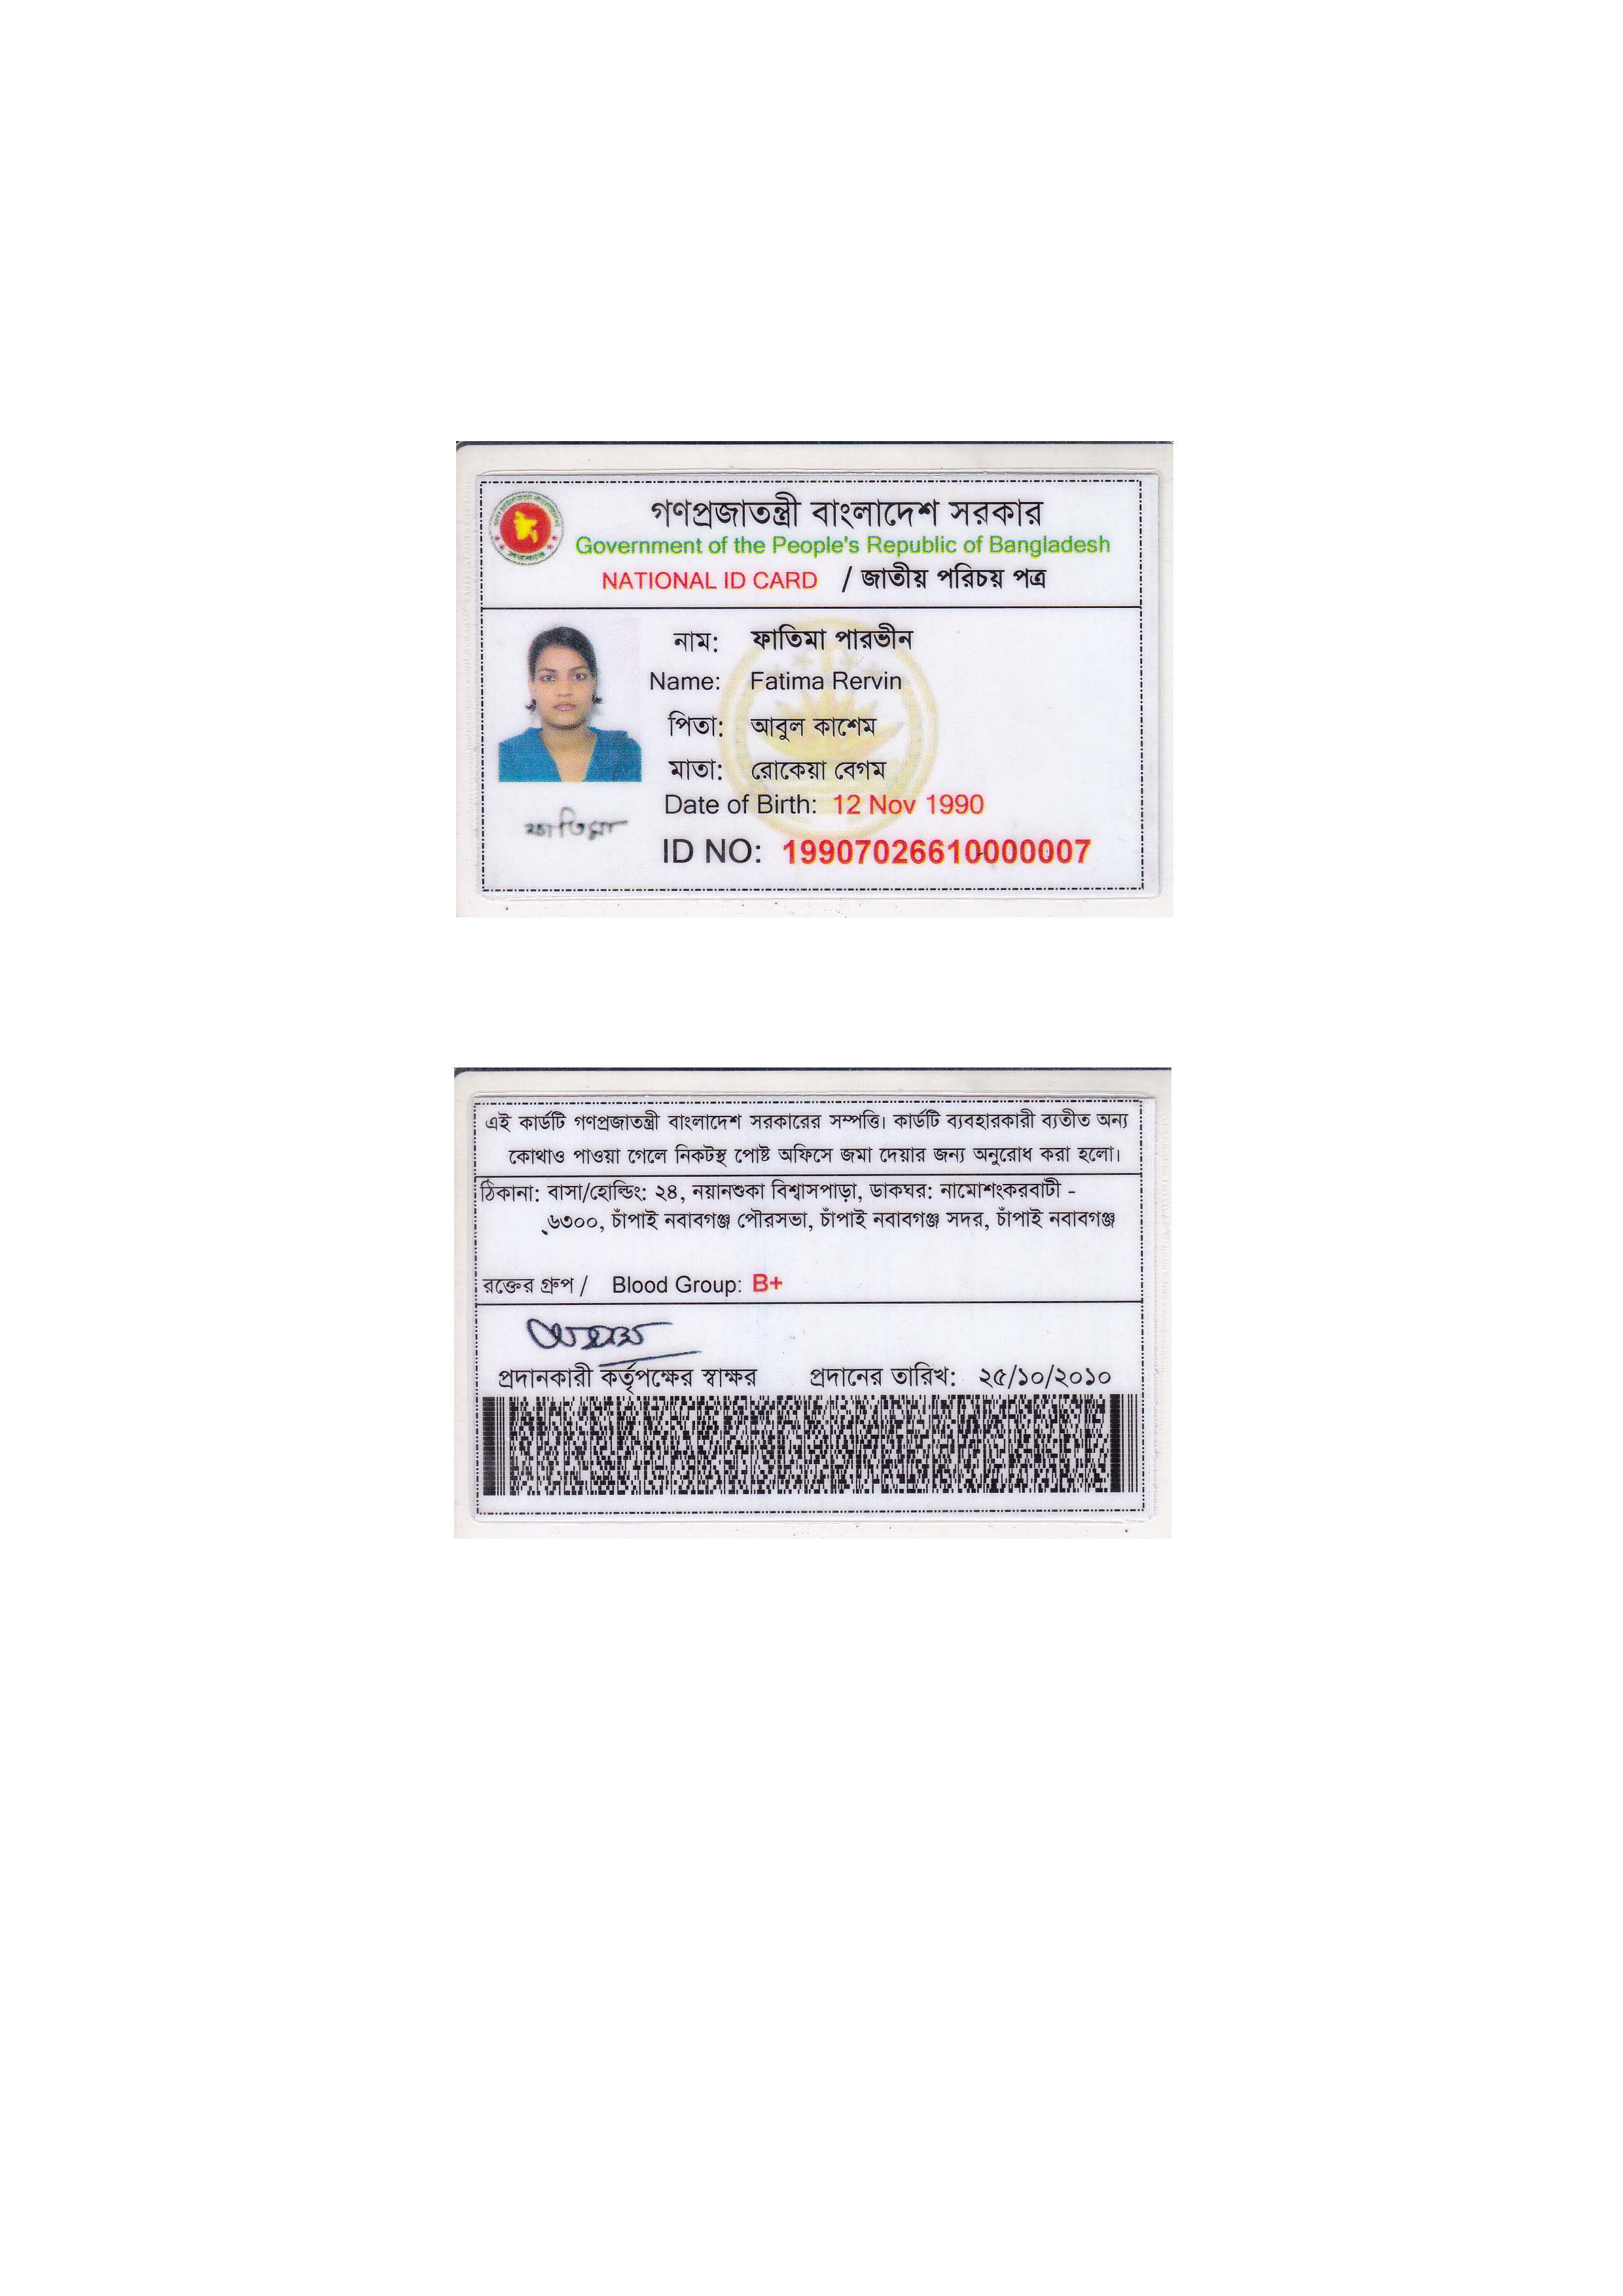 গণপ্রজাতন্ত্রী বাংলাদেশ সরকার
Government of the People's Republic of Bangladesh
NATIONAL ID CARD / জাতীয় পরিচয় পত্র
নাম: ফাতিমা পারভীন
Name: Fatima Rervin
পিতা: আবুল কাশেম
মাতা: রোকেয়া বেগম
Date of Birth: 12 Nov 1990
ফাতিমা
ID NO: 19907026610000007
এই কার্ডটি গণপ্রজাতন্ত্রী বাংলাদেশ সরকারের সম্পত্তি। কার্ডটি ব্যবহারকারী ব্যতীত অন্য
কোথাও পাওয়া গেলে নিকটস্থ পোষ্ট অফিসে জমা দেয়ার জন্য অনুরোধ করা হলো।
ঠিকানা: বাসা/হোল্ডিং: ২৪, নয়ানশুকা বিশ্বাসপাড়া, ডাকঘর: নামোশংকরবাটী -
৬৩০০, চাঁপাই নবাবগঞ্জ পৌরসভা, চাঁপাই নবাবগঞ্জ সদর, চাঁপাই নবাবগঞ্জ
রক্তের গ্রুপ / Blood Group: B+
প্রদানকারী কর্তৃপক্ষের স্বাক্ষর প্রদানের তারিখ: ২৫/১০/২০১০